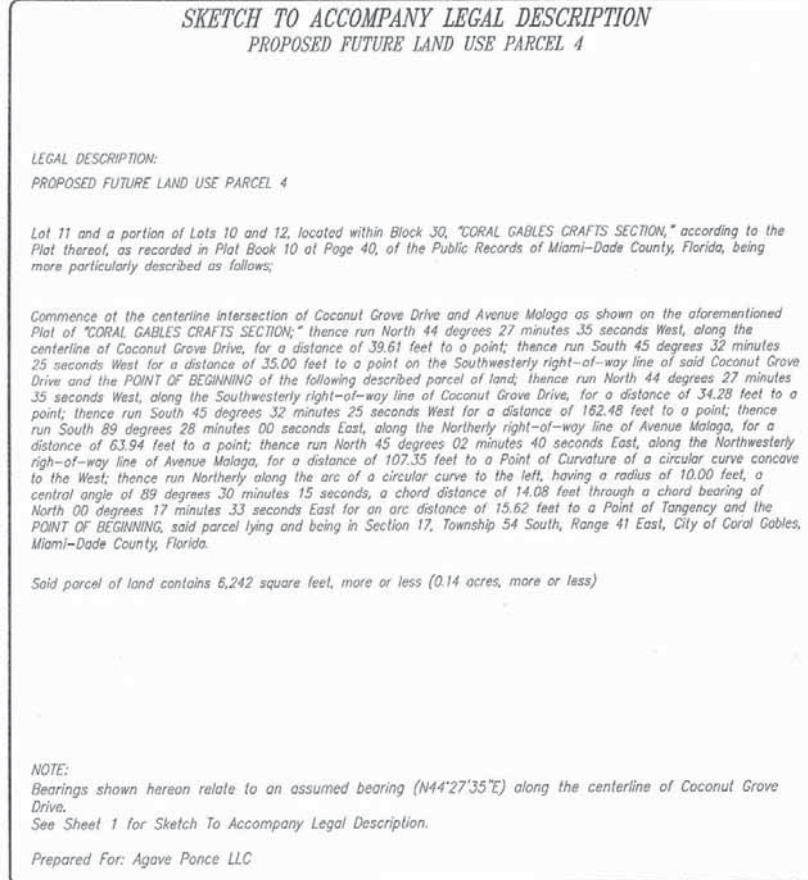 SKETCH TO ACCOMPANY LEGAL DESCRIPTION
PROPOSED FUTURE LAND USE PARCEL 4
LEGAL DESCRIPTION:
PROPOSED FUTURE LAND USE PARCEL 4
Lot 11 and a portion of Lots 10 and 12, located within Block 30, "CORAL GABLES CRAFTS SECTION," according to the
Plat thereof, as recorded in Plat Book 10 at Page 40, of the Public Records of Miami-Dade County, Florida, being
more particularly described as follows;
Commence at the centerline intersection of Coconut Grove Drive and Avenue Malaga as shown on the aforementioned
Plat of "CORAL GABLES CRAFTS SECTION;" thence run North 44 degrees 27 minutes 35 seconds West, along the
centerline of Coconut Grove Drive, for a distance of 39.61 feet to a point; thence run South 45 degrees 32 minutes
25 seconds West for a distance of 35.00 feet to a point on the Southwesterly right-of-way line of said Coconut Grove
Drive and the POINT OF BEGINNING of the following described parcel of land; thence run North 44 degrees 27 minutes
35 seconds West, along the Southwesterly right-of-way line of Coconut Grove Drive, for a distance of 34.28 feet to a
point; thence run South 45 degrees 32 minutes 25 seconds West for a distance of 162.48 feet to a point; thence
run South 89 degrees 28 minutes 00 seconds East, along the Northerly right-of-way line of Avenue Malaga, for a
distance of 63.94 feet to a point; thence run North 45 degrees 02 minutes 40 seconds East, along the Northwesterly
righ-of-way line of Avenue Malaga, for a distance of 107.35 feet to a Point of Curvature of a circular curve concave
to the West; thence run Northerly along the arc of a circular curve to the left, having a radius of 10.00 feet, a
central angle of 89 degrees 30 minutes 15 seconds, a chord distance of 14.08 feet through a chord bearing of
North 00 degrees 17 minutes 33 seconds East for an arc distance of 15.62 feet to a Point of Tangency and the
POINT OF BEGINNING, said parcel lying and being in Section 17, Township 54 South, Range 41 East, City of Coral Gables,
Miami-Dade County, Florida.
Said parcel of land contains 6,242 square feet, more or less (0.14 acres, more or less)
NOTE:
Bearings shown hereon relate to an assumed bearing (N44°27'35"E) along the centerline of Coconut Grove
Drive.
See Sheet 1 for Sketch To Accompany Legal Description.
Prepared For: Agave Ponce LLC